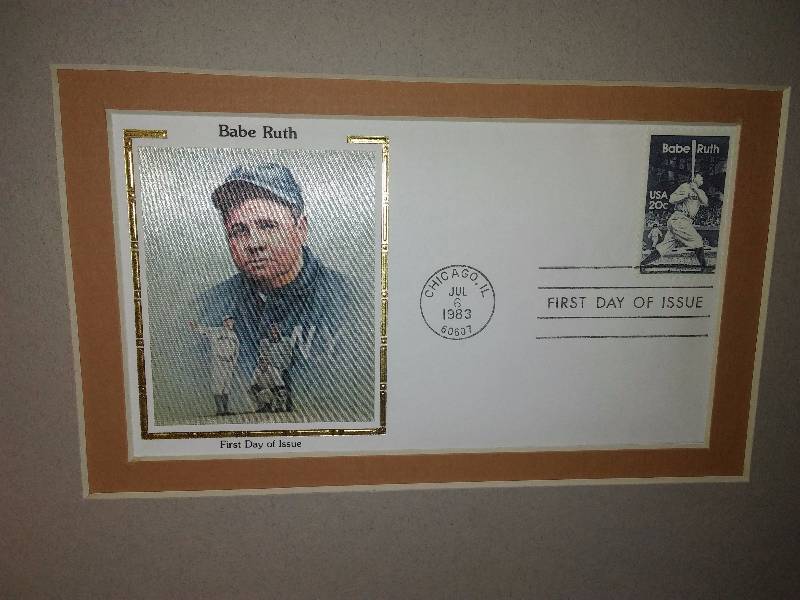 Babe Ruth
N.Y.
First Day of Issue
CHICAGO, IL
JUL
6
1983
60607
Babe Ruth
USA
20c
FIRST DAY OF ISSUE